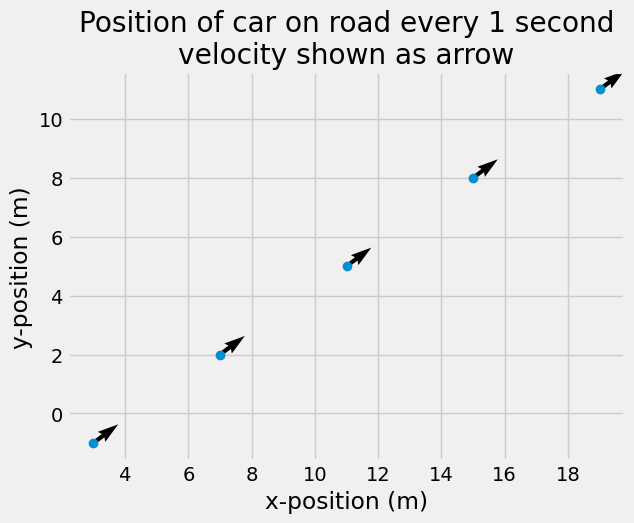 Position of car on road every 1 second
velocity shown as arrow
10
8
6
4
2
0
y-position (m)
4 6 8 10 12 14 16 18
x-position (m)